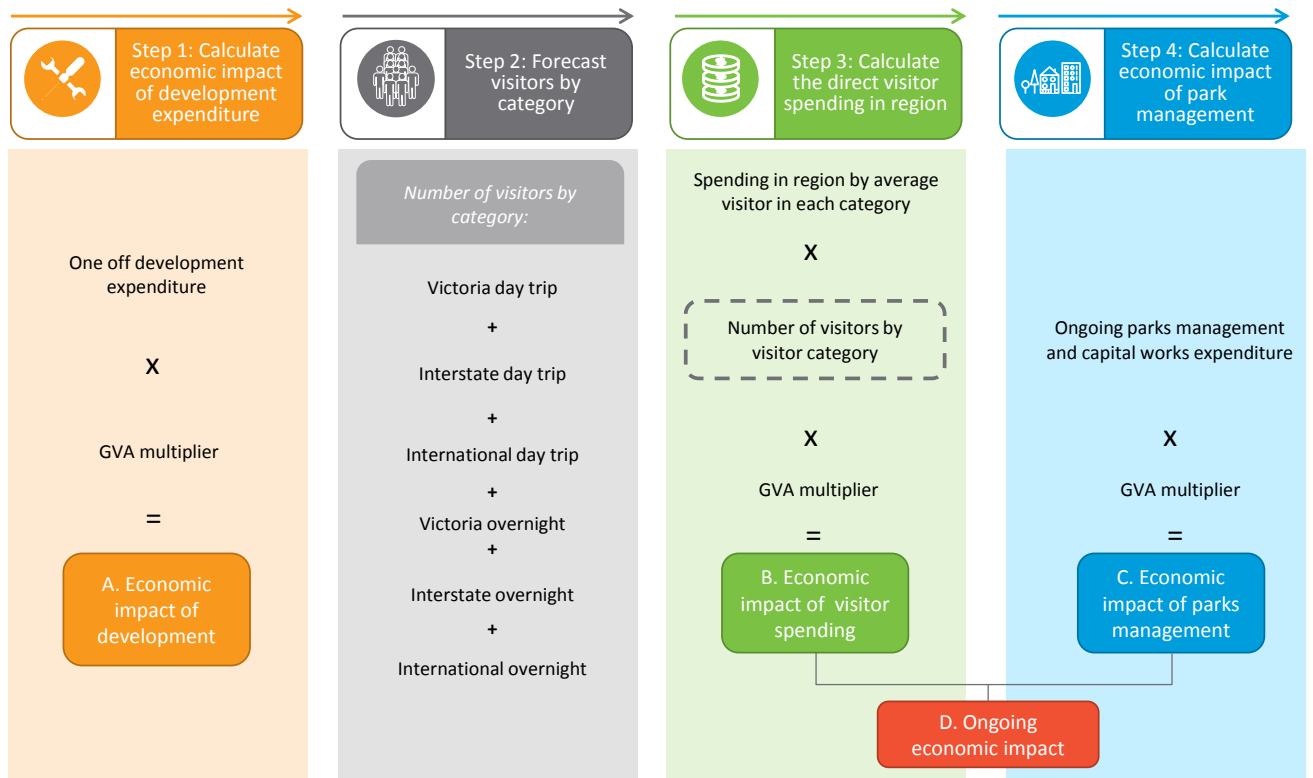 Step 1: Calculate
economic impact
of development
expenditure
One off development
expenditure
X
GVA multiplier
=
A. Economic
impact of
development
Step 2: Forecast
visitors by
category
Number of visitors by
category:
Victoria day trip
+
Interstate day trip
+
International day trip
+
Victoria overnight
+
Interstate overnight
+
International overnight
Step 3: Calculate
the direct visitor
spending in region
Spending in region by average
visitor in each category
X
Number of visitors by
visitor category
X
GVA multiplier
=
B. Economic
impact of visitor
spending
Step 4: Calculate
economic impact
of park
management
Ongoing parks management
and capital works expenditure
X
GVA multiplier
=
C. Economic
impact of parks
management
D. Ongoing
economic impact